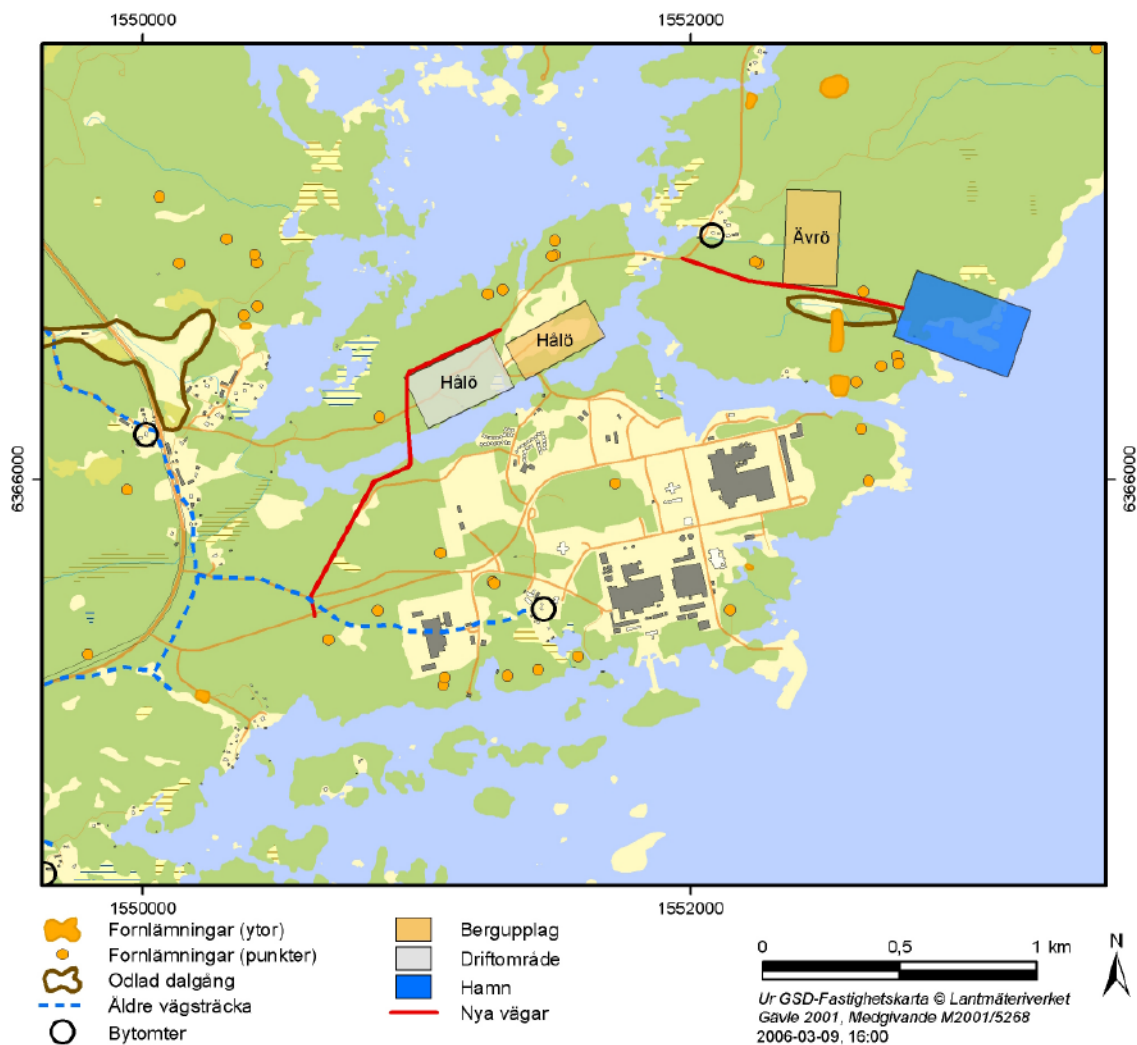 1550000
1552000
Ävrö
Hålö
Hålö
6366000
6366000
1550000
1552000
Fornlämningar (ytor)
Fornlämningar (punkter)
Odlad dalgång
Äldre vägsträcka
Bytomter
Bergupplag
Driftområde
Hamn
Nya vägar
0 0,5 1 km
N
Ur GSD-Fastighetskarta © Lantmäteriverket
Gävle 2001, Medgivande M2001/5268
2006-03-09, 16:00